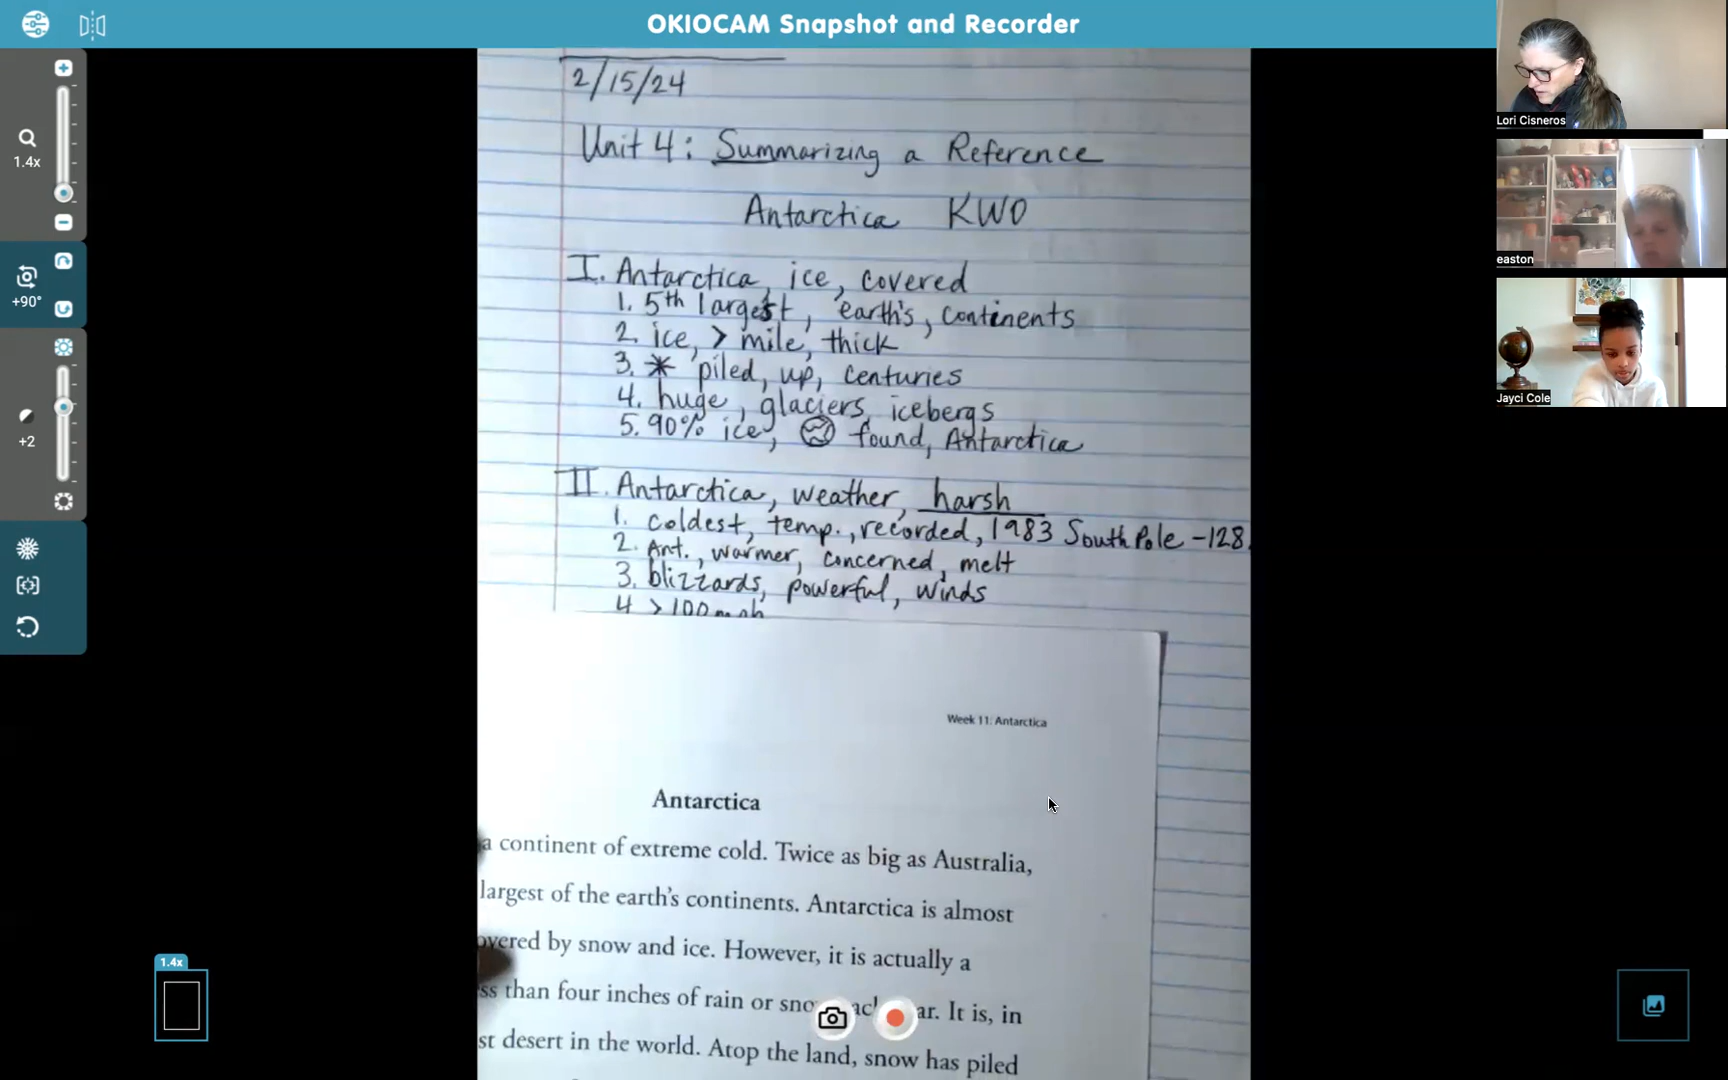 OKIOCAM Snapshot and Recorder
1.4x
+90°
+2
1.4x
2/15/24
Unit 4: Summarizing a Reference
Antarctica KWO
I. Antarctica, ice, covered
1. 5th largest, earth's, continents
2. ice, > mile, thick
3. * piled, up, centuries
4. huge, glaciers, icebergs
5. 90% ice, found, Antarctica
II. Antarctica, weather, harsh
1. coldest, temp., recorded, 1983 South Pole -128.
2. Ant., warmer, concerned, melt
3. blizzards, powerful, winds
4 >100 mph
Week 11: Antarctica
Antarctica
a continent of extreme cold. Twice as big as Australia,
largest of the earth's continents. Antarctica is almost
overed by snow and ice. However, it is actually a
ss than four inches of rain or sno ar. It is, in
st desert in the world. Atop the land, snow has piled
Lori Cisneros
easton
Jayci Cole